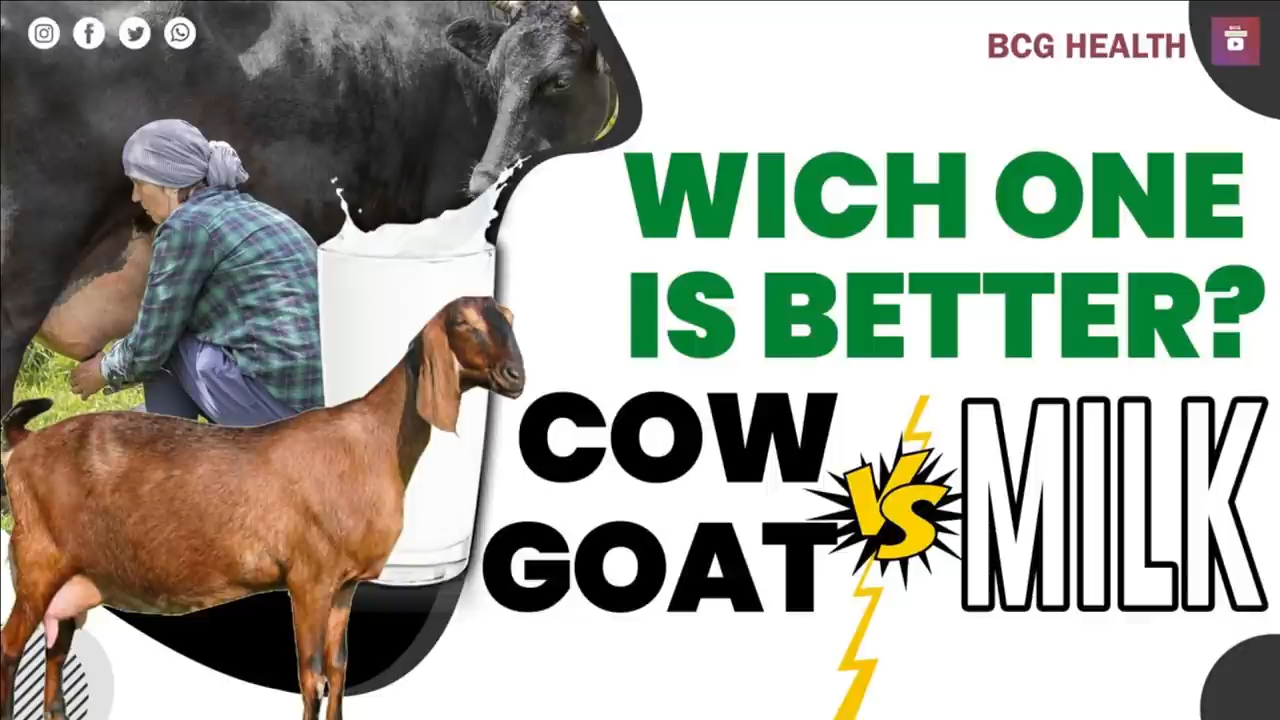 BCG HEALTH
WICH ONE
IS BETTER?
COW
VS
GOAT
MILK